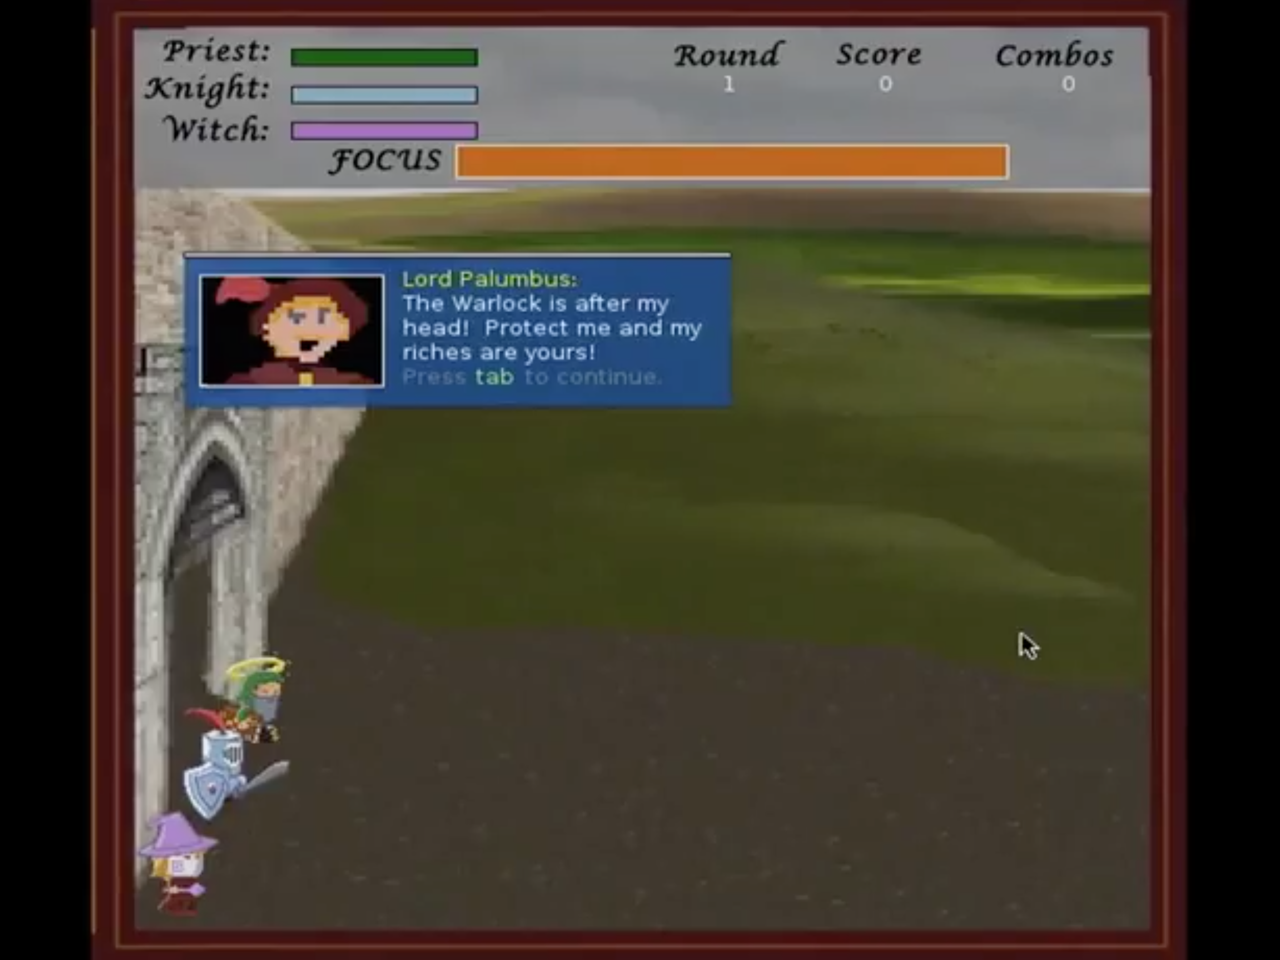 Priest:
Knight:
Witch:
FOCUS
Round Score Combos
1 0 0
Lord Palumbus:
The Warlock is after my
head!  Protect me and my
riches are yours!
Press tab to continue.